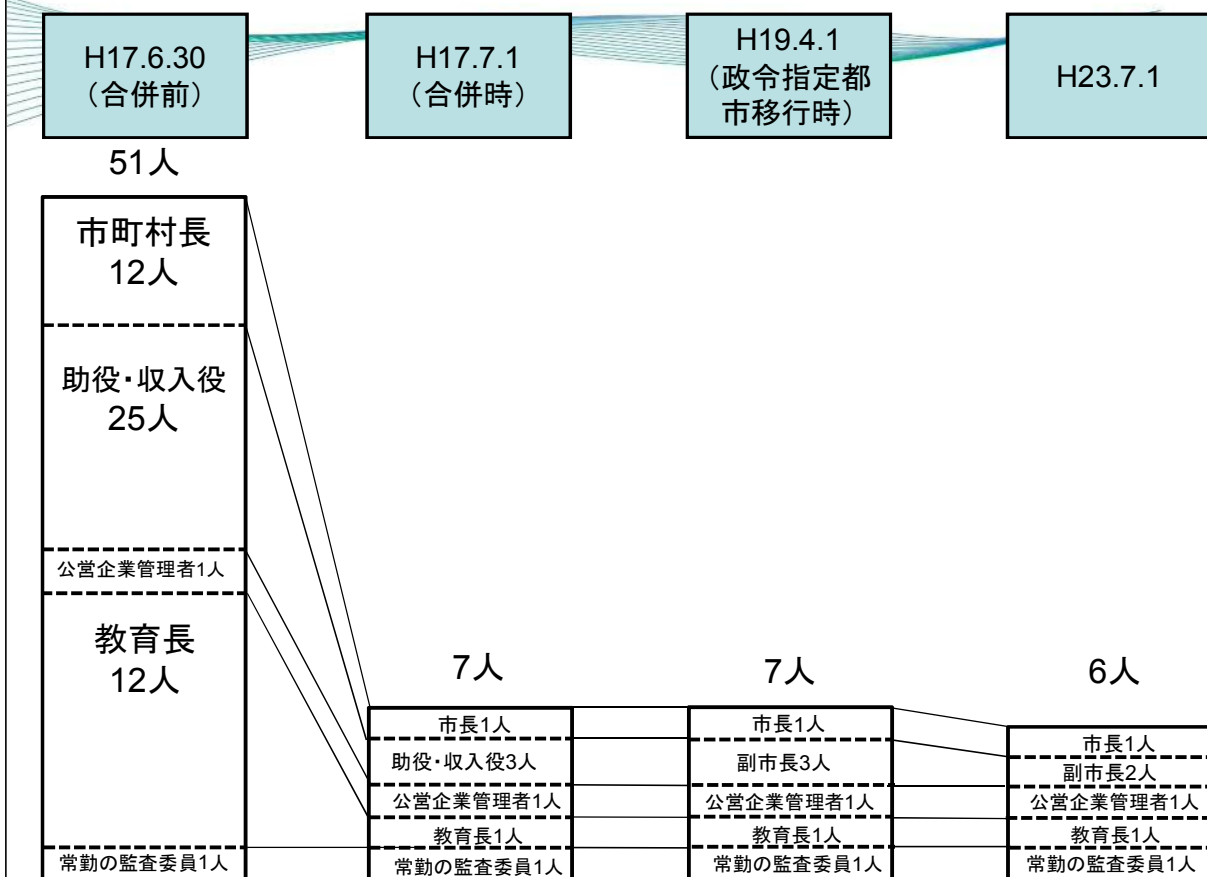 H17.6.30
（合併前）
H17.7.1
（合併時）
H19.4.1
（政令指定都
市移行時）
H23.7.1
51人
市町村長
12人
助役・収入役
25人
公営企業管理者1人
教育長
12人
常勤の監査委員1人
7人
市長1人
助役・収入役3人
公営企業管理者1人
教育長1人
常勤の監査委員1人
7人
市長1人
副市長3人
公営企業管理者1人
教育長1人
常勤の監査委員1人
6人
市長1人
副市長2人
公営企業管理者1人
教育長1人
常勤の監査委員1人